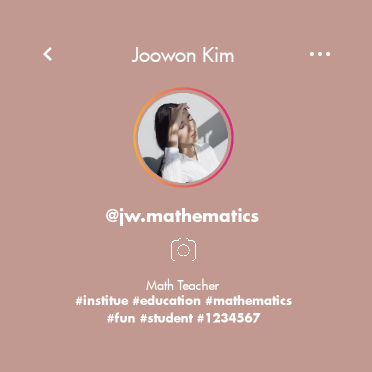 Joowon Kim
@jw.mathematics
Math Teacher
#institue #education #mathematics
#fun #student #1234567